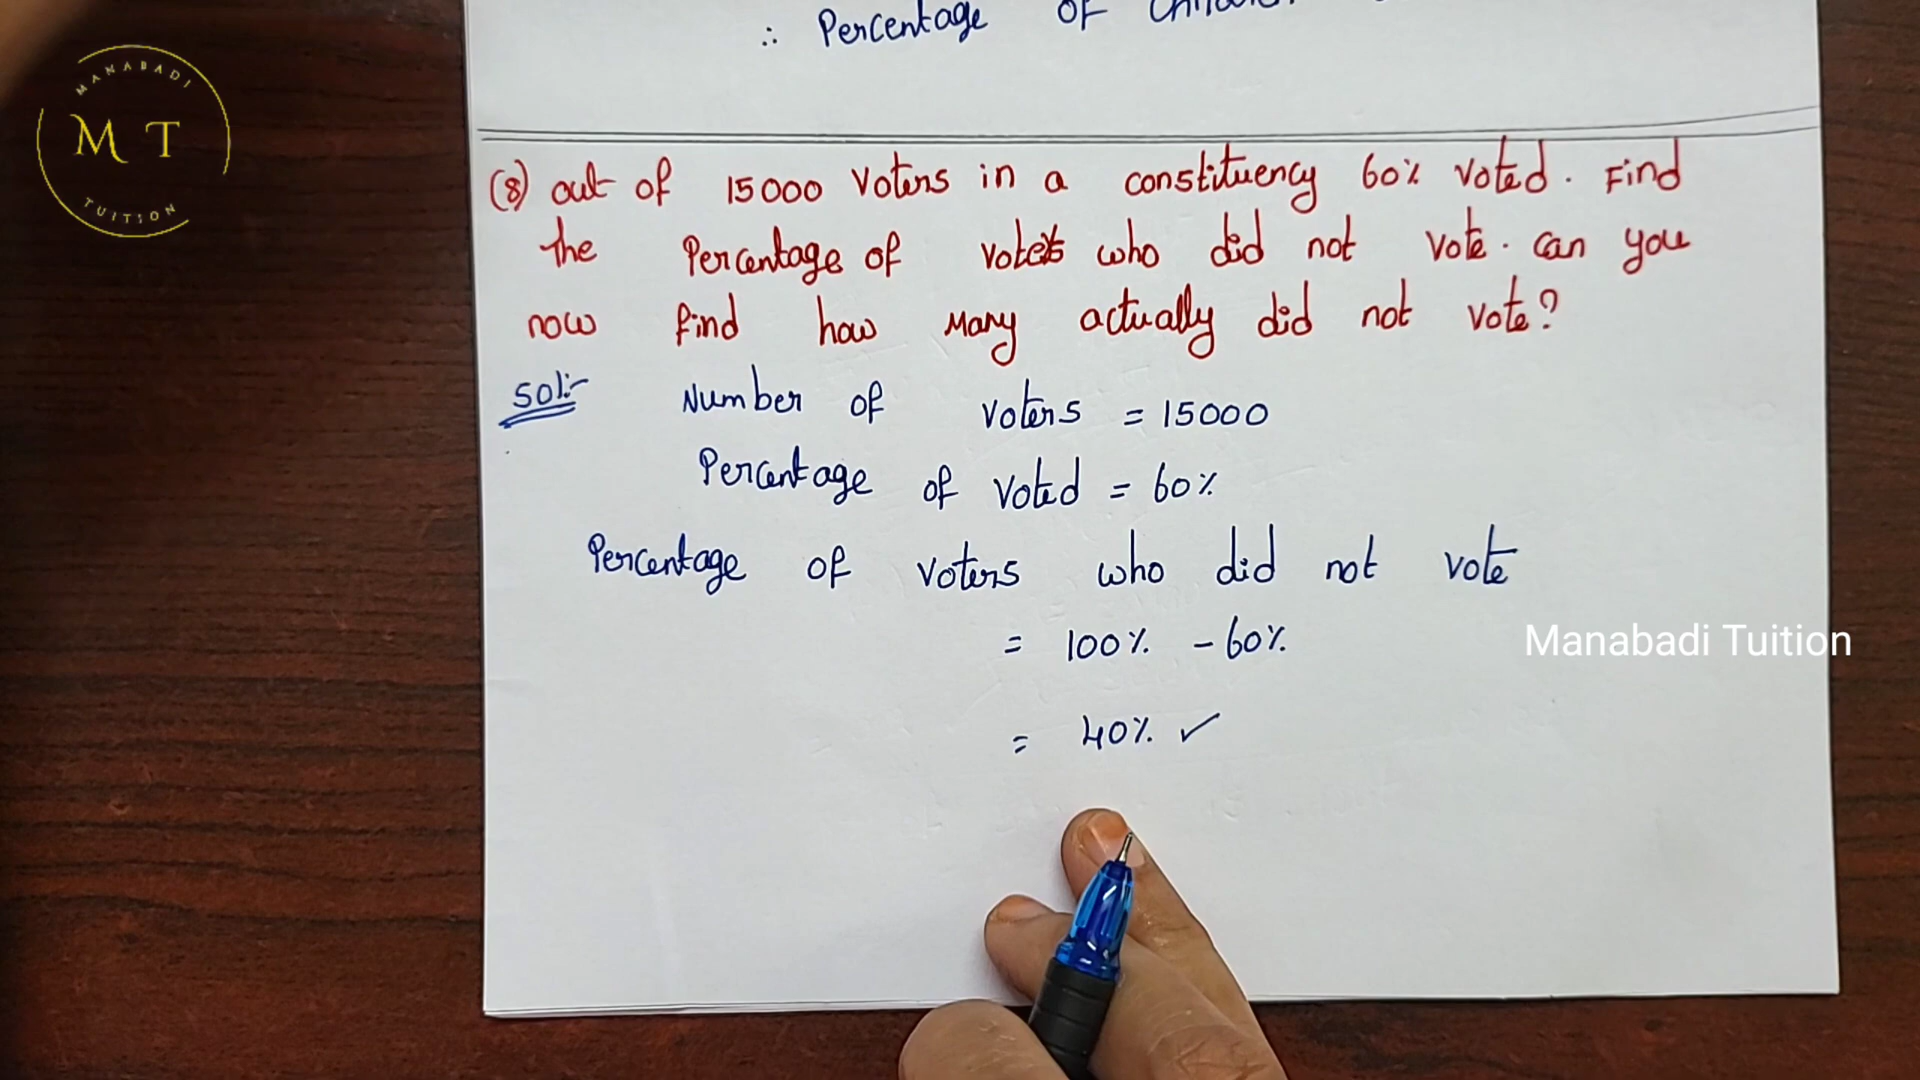 ∴ Percentage of
MANABADI
M T
TUITION
(8) out of 15000 Voters in a constituency 60% voted. Find
the Percentage of voters who did not vote. Can you
now find how many actually did not vote?
Sol:- Number of voters = 15000
Percentage of voted = 60%
Percentage of voters who did not vote
= 100% - 60%
= 40% ✓
Manabadi Tuition